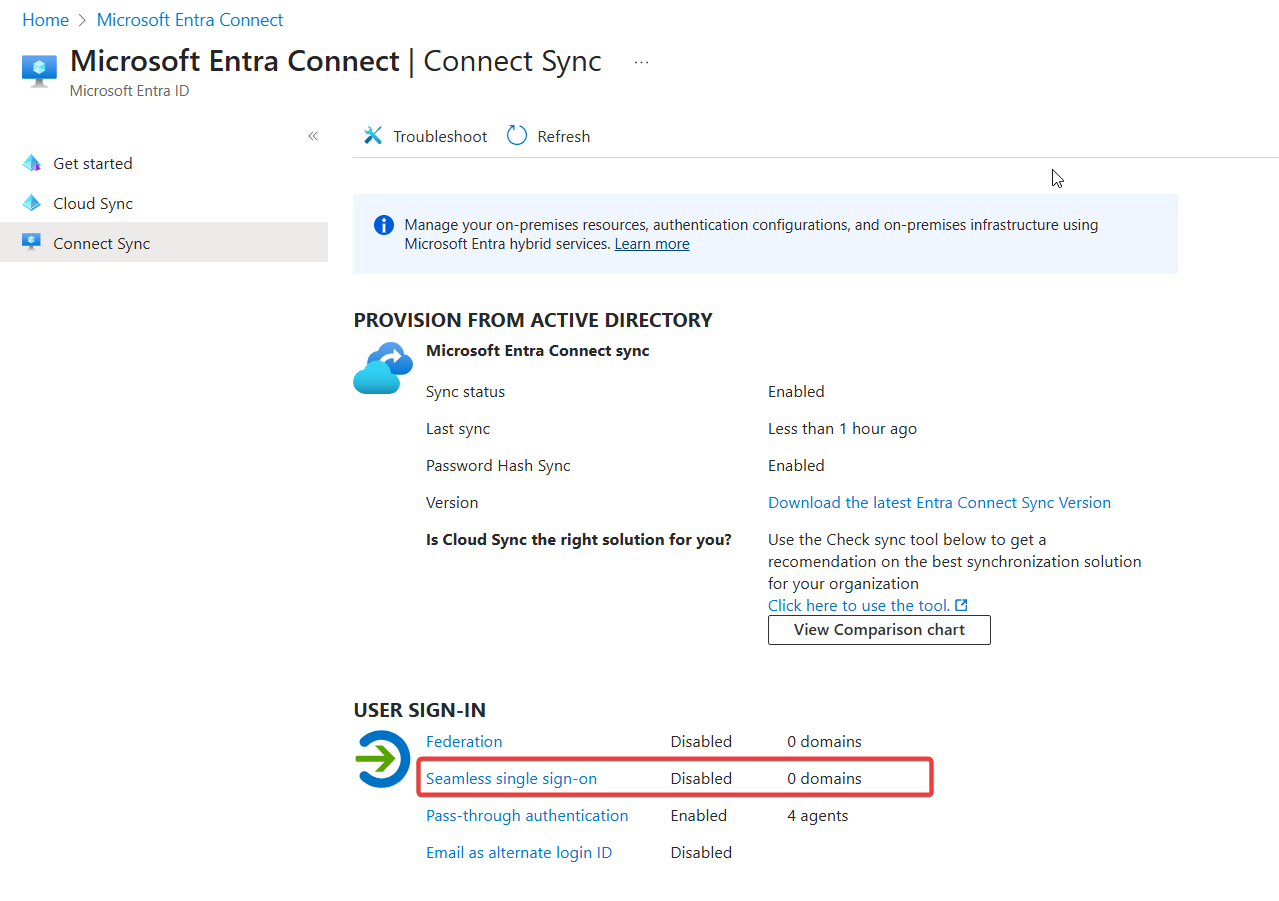 Home > Microsoft Entra Connect
Microsoft Entra Connect | Connect Sync ...
Microsoft Entra ID
«
Troubleshoot Refresh
Get started
Cloud Sync
Connect Sync
Manage your on-premises resources, authentication configurations, and on-premises infrastructure using
Microsoft Entra hybrid services. Learn more
PROVISION FROM ACTIVE DIRECTORY
Microsoft Entra Connect sync
Sync status Enabled
Last sync Less than 1 hour ago
Password Hash Sync Enabled
Version Download the latest Entra Connect Sync Version
Is Cloud Sync the right solution for you? Use the Check sync tool below to get a
recomendation on the best synchronization solution
for your organization
Click here to use the tool.
View Comparison chart
USER SIGN-IN
Federation Disabled 0 domains
Seamless single sign-on Disabled 0 domains
Pass-through authentication Enabled 4 agents
Email as alternate login ID Disabled